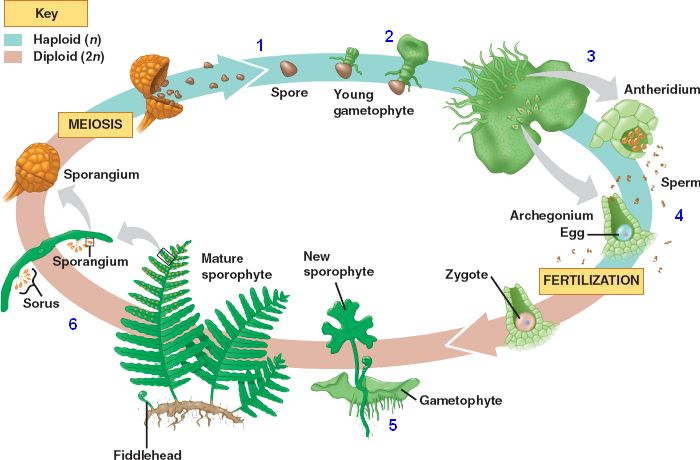 Key
Haploid (n)
Diploid (2n)
1
2
3
4
5
6
MEIOSIS
Spore
Young
gametophyte
Antheridium
Sperm
Archegonium
Egg
FERTILIZATION
Zygote
New
sporophyte
Gametophyte
Mature
sporophyte
Fiddlehead
Sporangium
Sorus
Sporangium